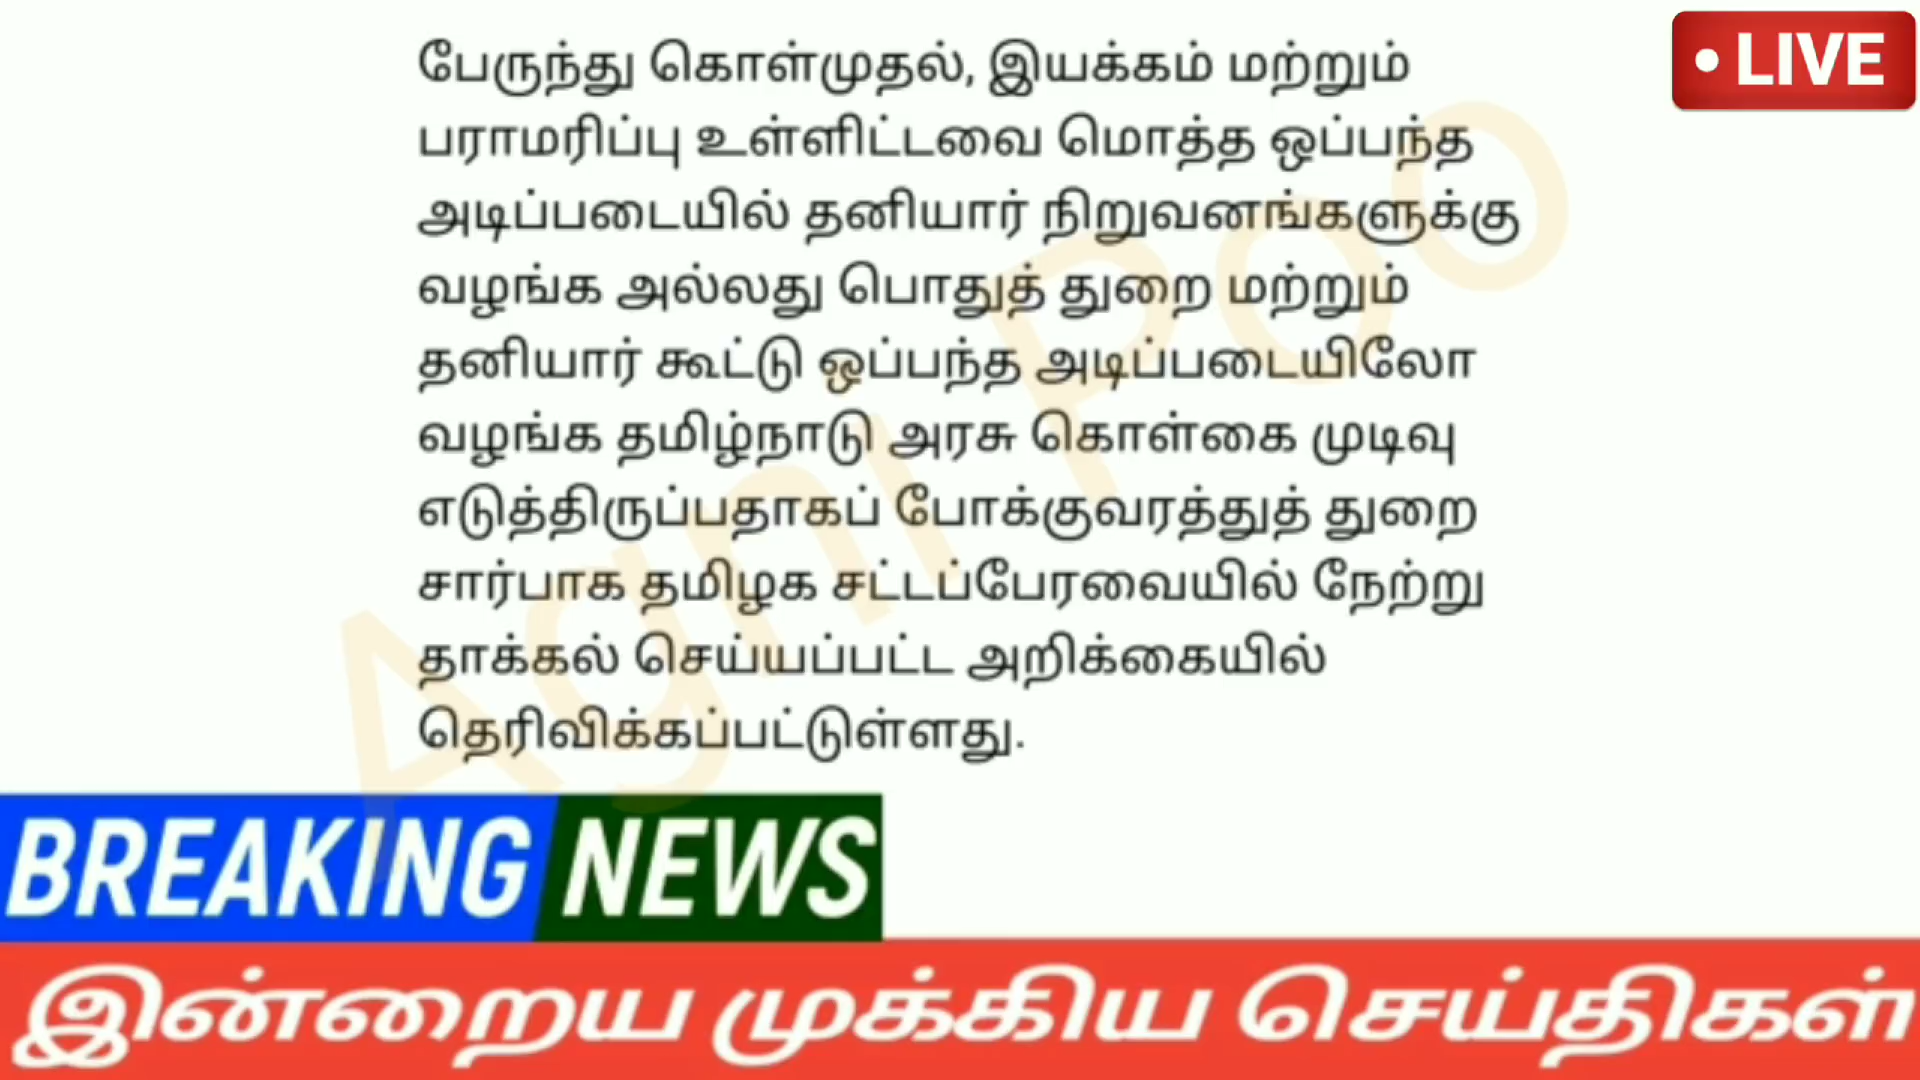 பேருந்து கொள்முதல், இயக்கம் மற்றும்
பராமரிப்பு உள்ளிட்டவை மொத்த ஒப்பந்த
அடிப்படையில் தனியார் நிறுவனங்களுக்கு
வழங்க அல்லது பொதுத் துறை மற்றும்
தனியார் கூட்டு ஒப்பந்த அடிப்படையிலோ
வழங்க தமிழ்நாடு அரசு கொள்கை முடிவு
எடுத்திருப்பதாகப் போக்குவரத்துத் துறை
சார்பாக தமிழக சட்டப்பேரவையில் நேற்று
தாக்கல் செய்யப்பட்ட அறிக்கையில்
தெரிவிக்கப்பட்டுள்ளது.
• LIVE
Agni Poo
BREAKING NEWS
இன்றைய முக்கிய செய்திகள்